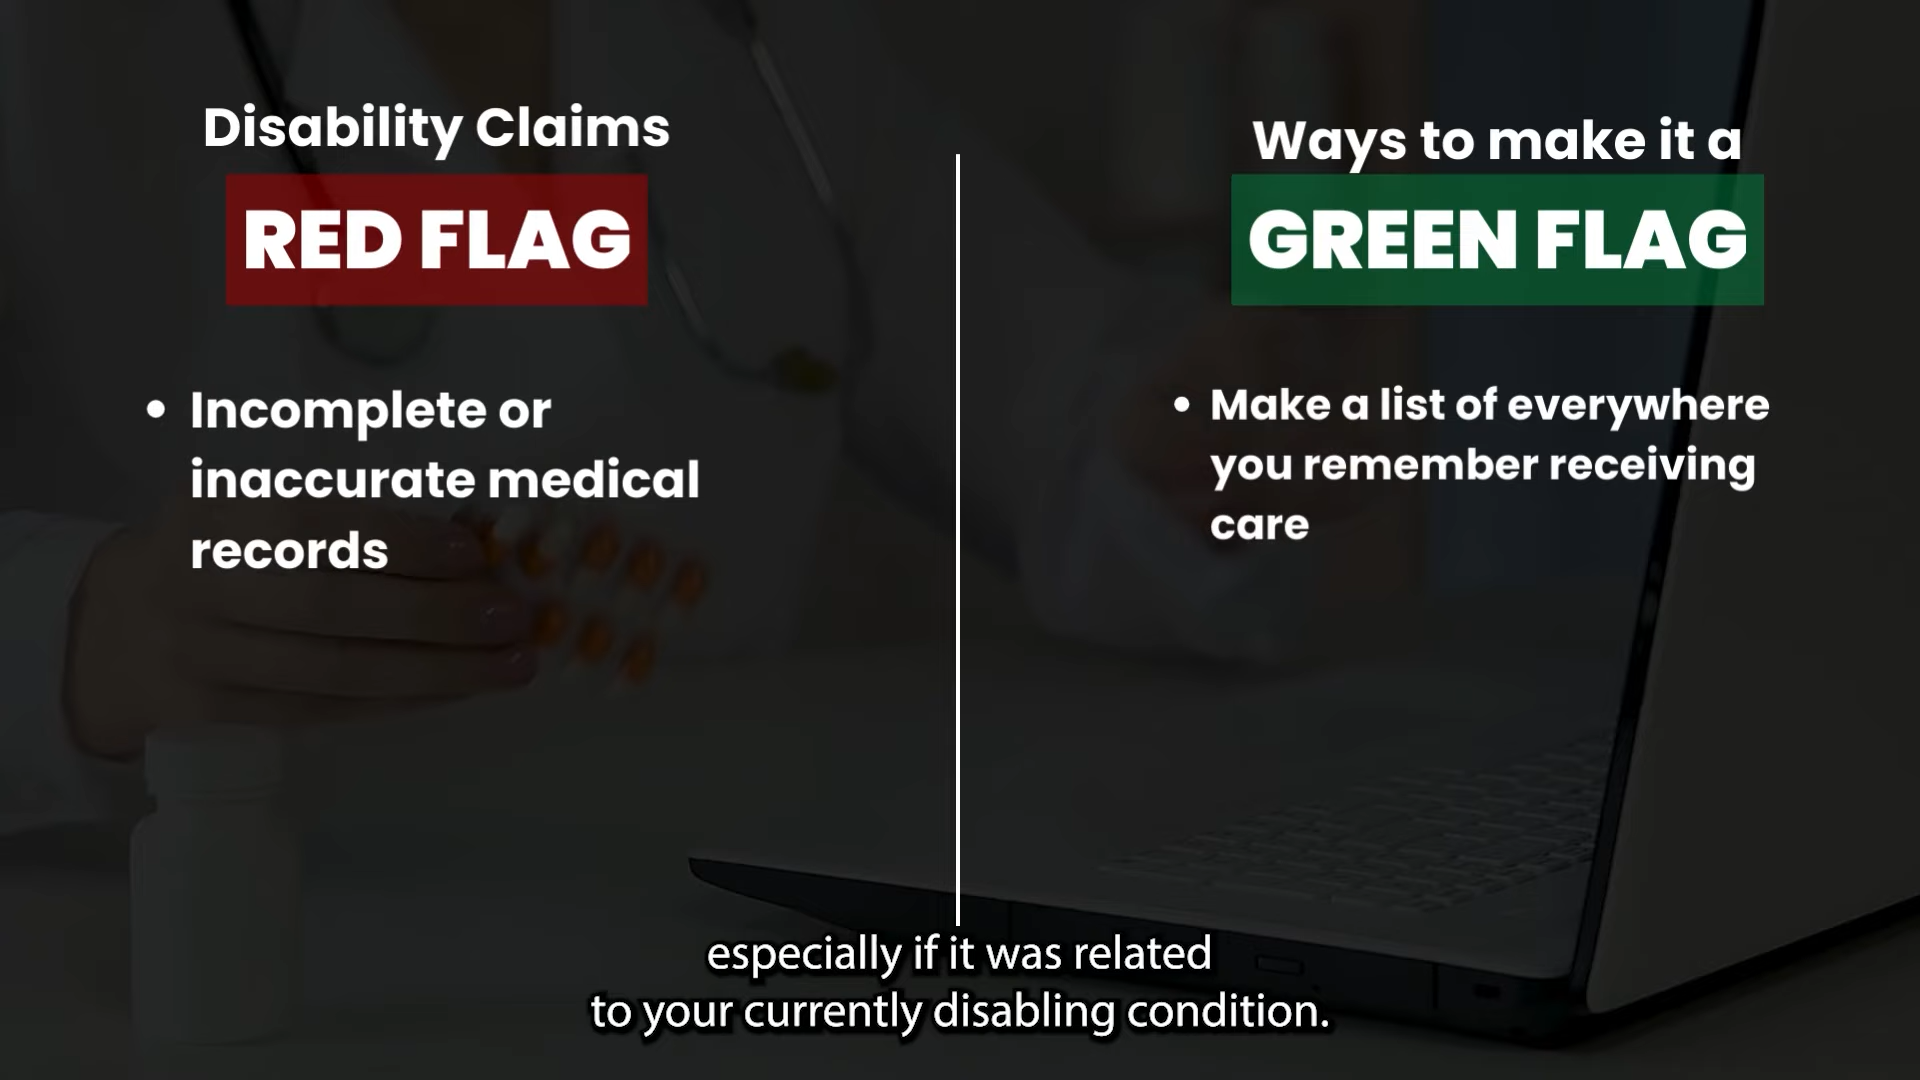 Disability Claims
RED FLAG
• Incomplete or
inaccurate medical
records
Ways to make it a
GREEN FLAG
• Make a list of everywhere
you remember receiving
care
especially if it was related
to your currently disabling condition.